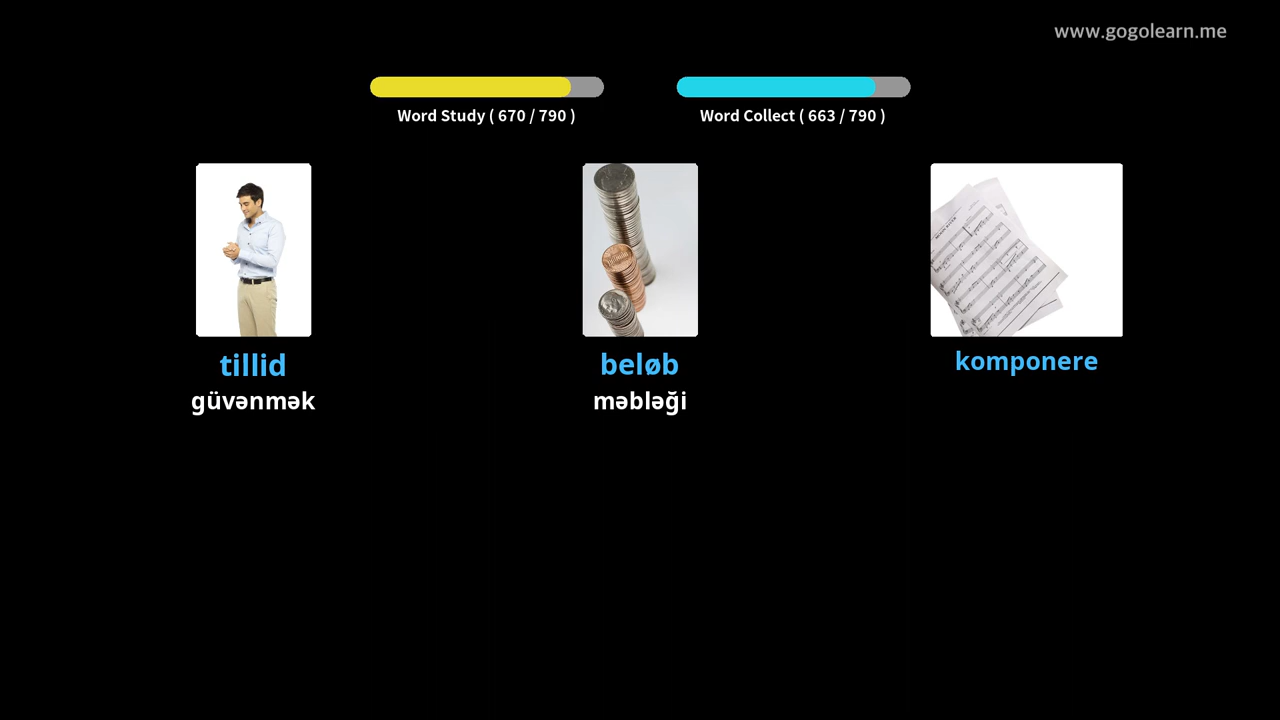 www.gogolearn.me
Word Study ( 670 / 790 )
Word Collect ( 663 / 790 )
tillid
güvənmək
beløb
məbləği
komponere